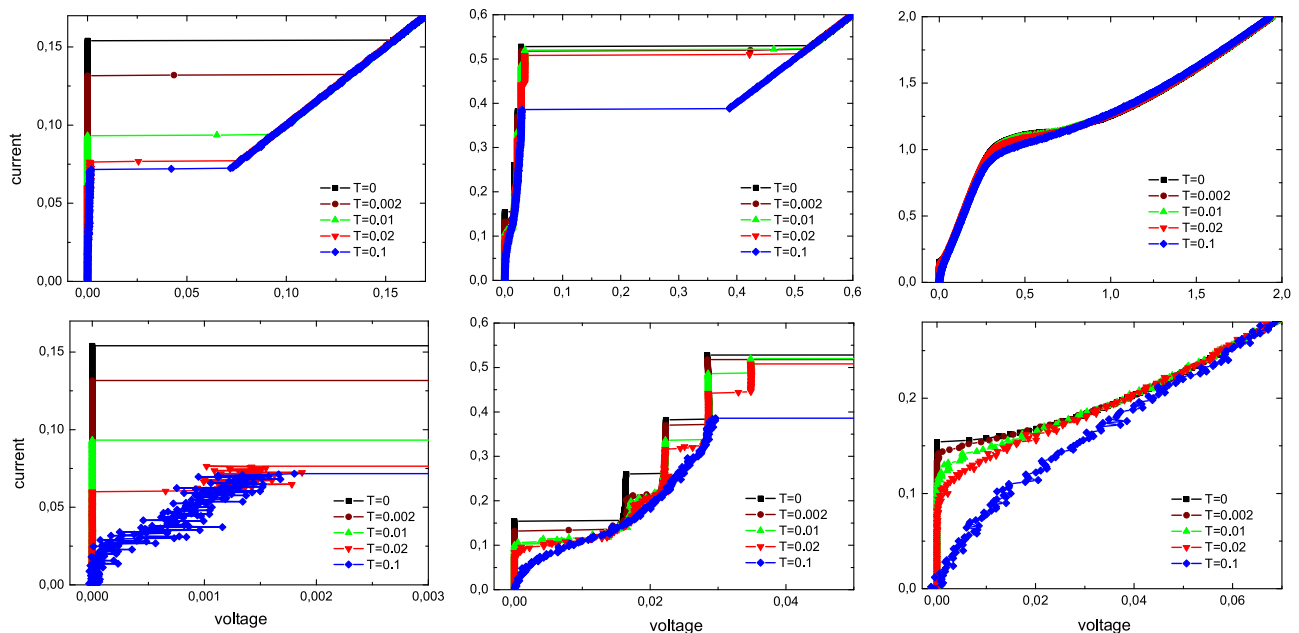 current
0,15
0,10
0,05
0,00
T=0
T=0.002
T=0.01
T=0.02
T=0.1
0,00
0,05
0,10
0,15
0,6
0,5
0,4
0,3
0,2
0,1
0,0
T=0
T=0.002
T=0.01
T=0.02
T=0.1
0,0
0,1
0,2
0,3
0,4
0,5
0,6
current
2,0
1,5
1,0
0,5
0,0
T=0
T=0.002
T=0.01
T=0.02
T=0.1
0,0
0,5
1,0
1,5
2,0
current
0,15
0,10
0,05
0,00
T=0
T=0.002
T=0.01
T=0.02
T=0.1
0,000
0,001
0,002
0,003
voltage
0,6
0,5
0,4
0,3
0,2
0,1
0,0
T=0
T=0.002
T=0.01
T=0.02
T=0.1
0,00
0,02
0,04
voltage
current
0,2
0,1
0,0
T=0
T=0.002
T=0.01
T=0.02
T=0.1
0,00
0,02
0,04
0,06
voltage